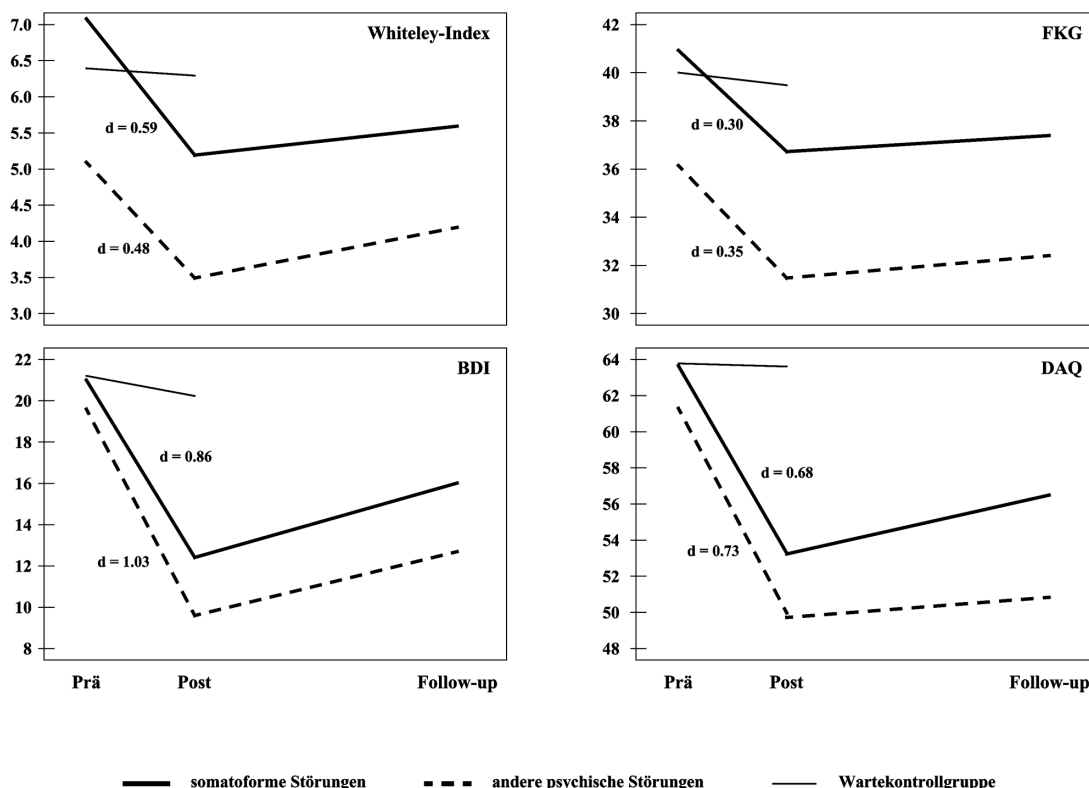 7.0
Whiteley-Index
6.5
6.0
5.5
d = 0.59
5.0
4.5
4.0
d = 0.48
3.5
3.0
42
FKG
40
38
d = 0.30
36
34
d = 0.35
32
30
22
BDI
20
18
d = 0.86
16
14
12
d = 1.03
10
8
Prä Post Follow-up
64
DAQ
62
60
58
d = 0.68
56
54
d = 0.73
52
50
48
Prä Post Follow-up
somatoforme Störungen andere psychische Störungen Wartekontrollgruppe